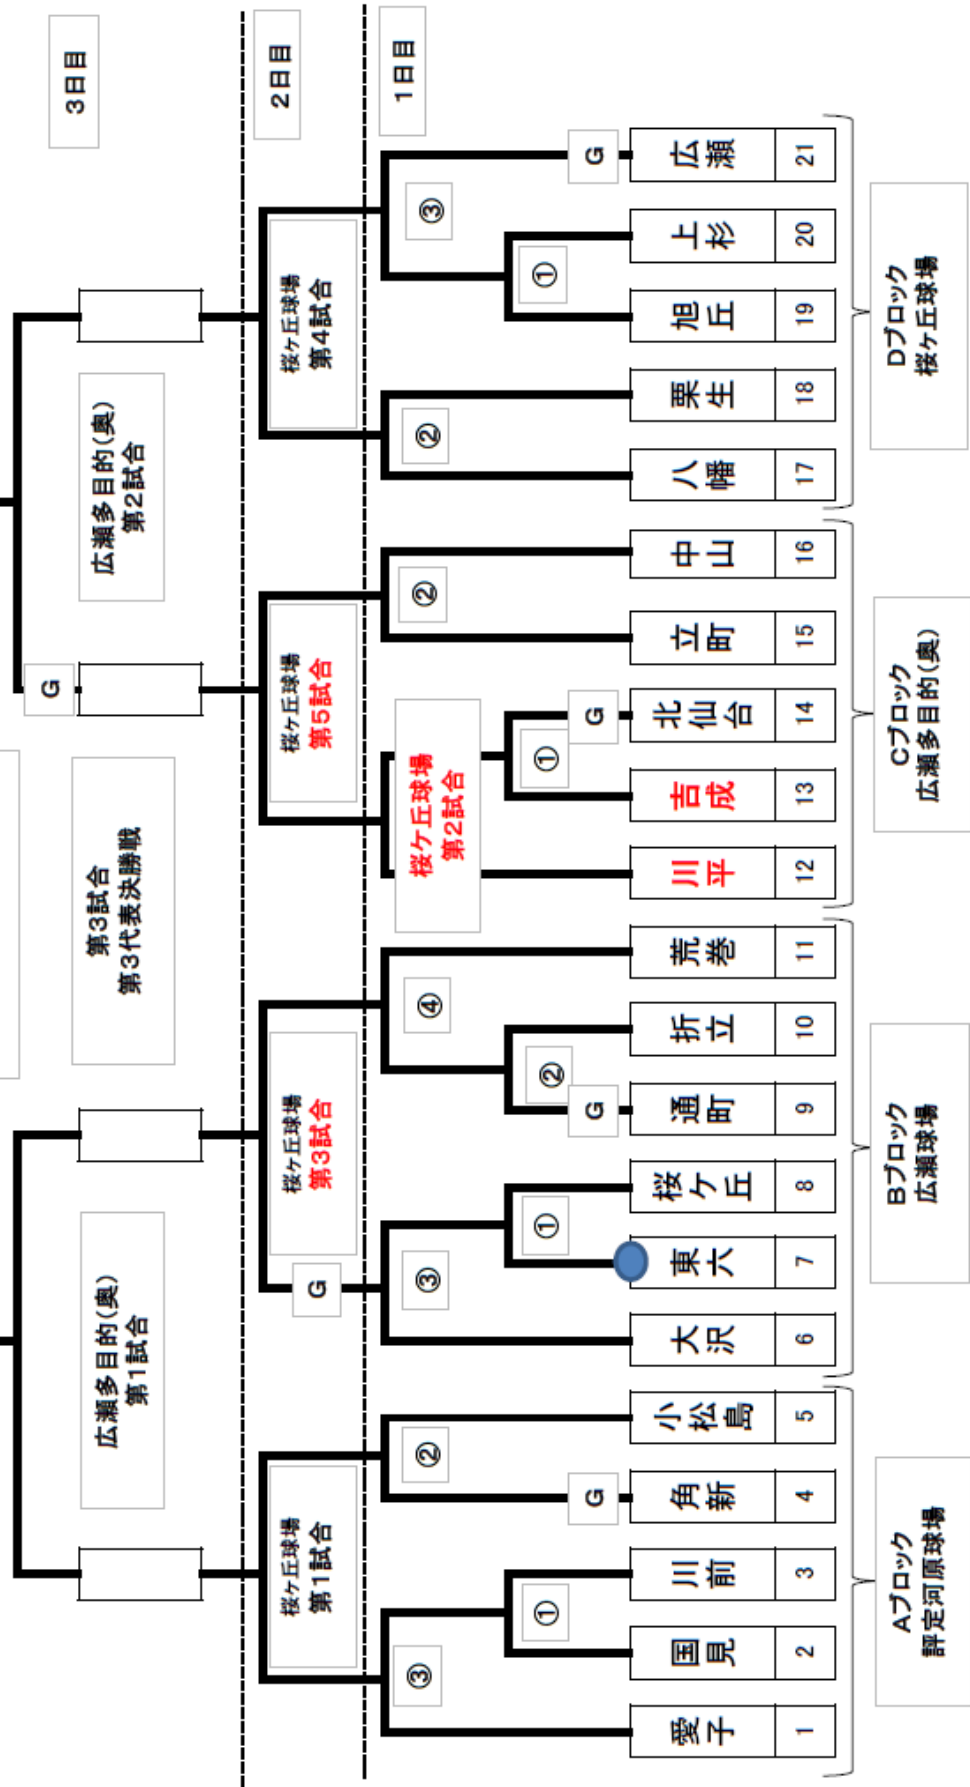 3日目
2日目
1日目
広瀬多目的(奥)
第1試合
第3試合
第3代表決勝戦
G
広瀬多目的(奥)
第2試合
桜ヶ丘球場
第1試合
G
桜ヶ丘球場
第3試合
桜ヶ丘球場
第5試合
桜ヶ丘球場
第4試合
③
②
③
④
桜ケ丘球場
第2試合
②
②
③
①
①
②
①
①
G
G
G
G
愛子
国見
川前
角新
小松島
大沢
東六
桜ケ丘
通町
折立
荒巻
川平
吉成
北仙台
立町
中山
八幡
栗生
旭丘
上杉
広瀬
1
2
3
4
5
6
7
8
9
10
11
12
13
14
15
16
17
18
19
20
21
Aブロック
評定河原球場
Bブロック
広瀬球場
Cブロック
広瀬多目的(奥)
Dブロック
桜ヶ丘球場